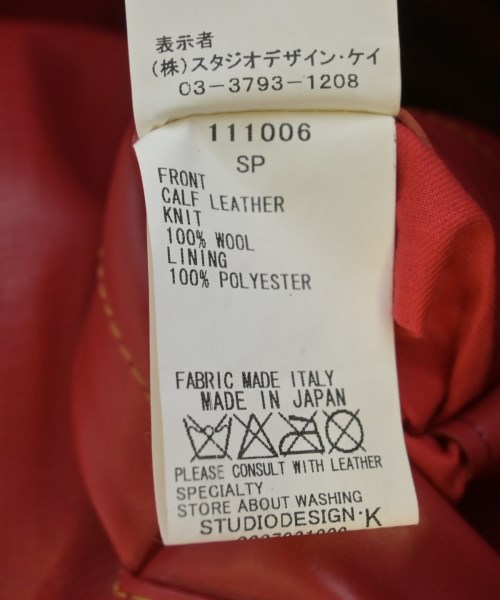 表示者
(株)スタジオデザイン・ケイ
03-3793-1208
111006
SP
FRONT
CALF LEATHER
KNIT
100% WOOL
LINING
100% POLYESTER
FABRIC MADE ITALY
MADE IN JAPAN
PLEASE CONSULT WITH LEATHER
SPECIALTY
STORE ABOUT WASHING
STUDIODESIGN·K